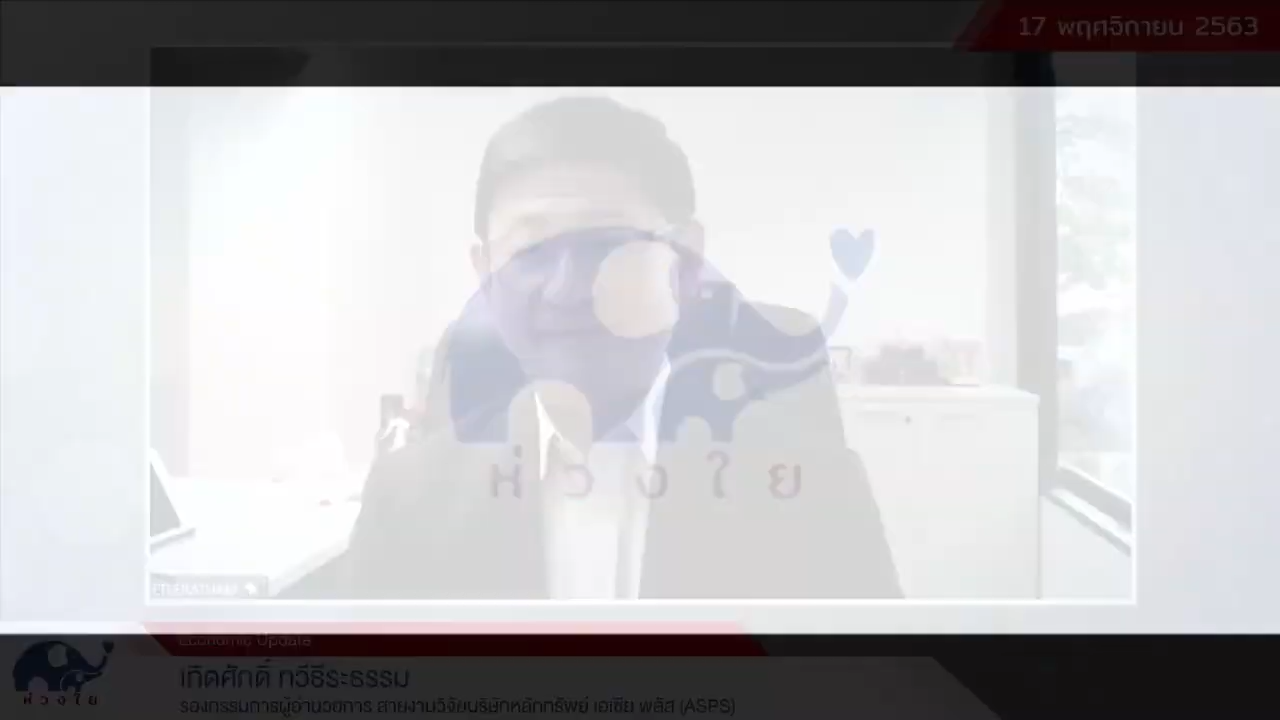 17 พฤศจิกายน 2563
ห่วงใย
Economic Update
ห่วงใย
เทิดศักดิ์ ทวีธีระธรรม
รองกรรมการผู้อำนวยการ สายงานวิจัยบริษัทหลักทรัพย์ เอเซีย พลัส (ASPS)